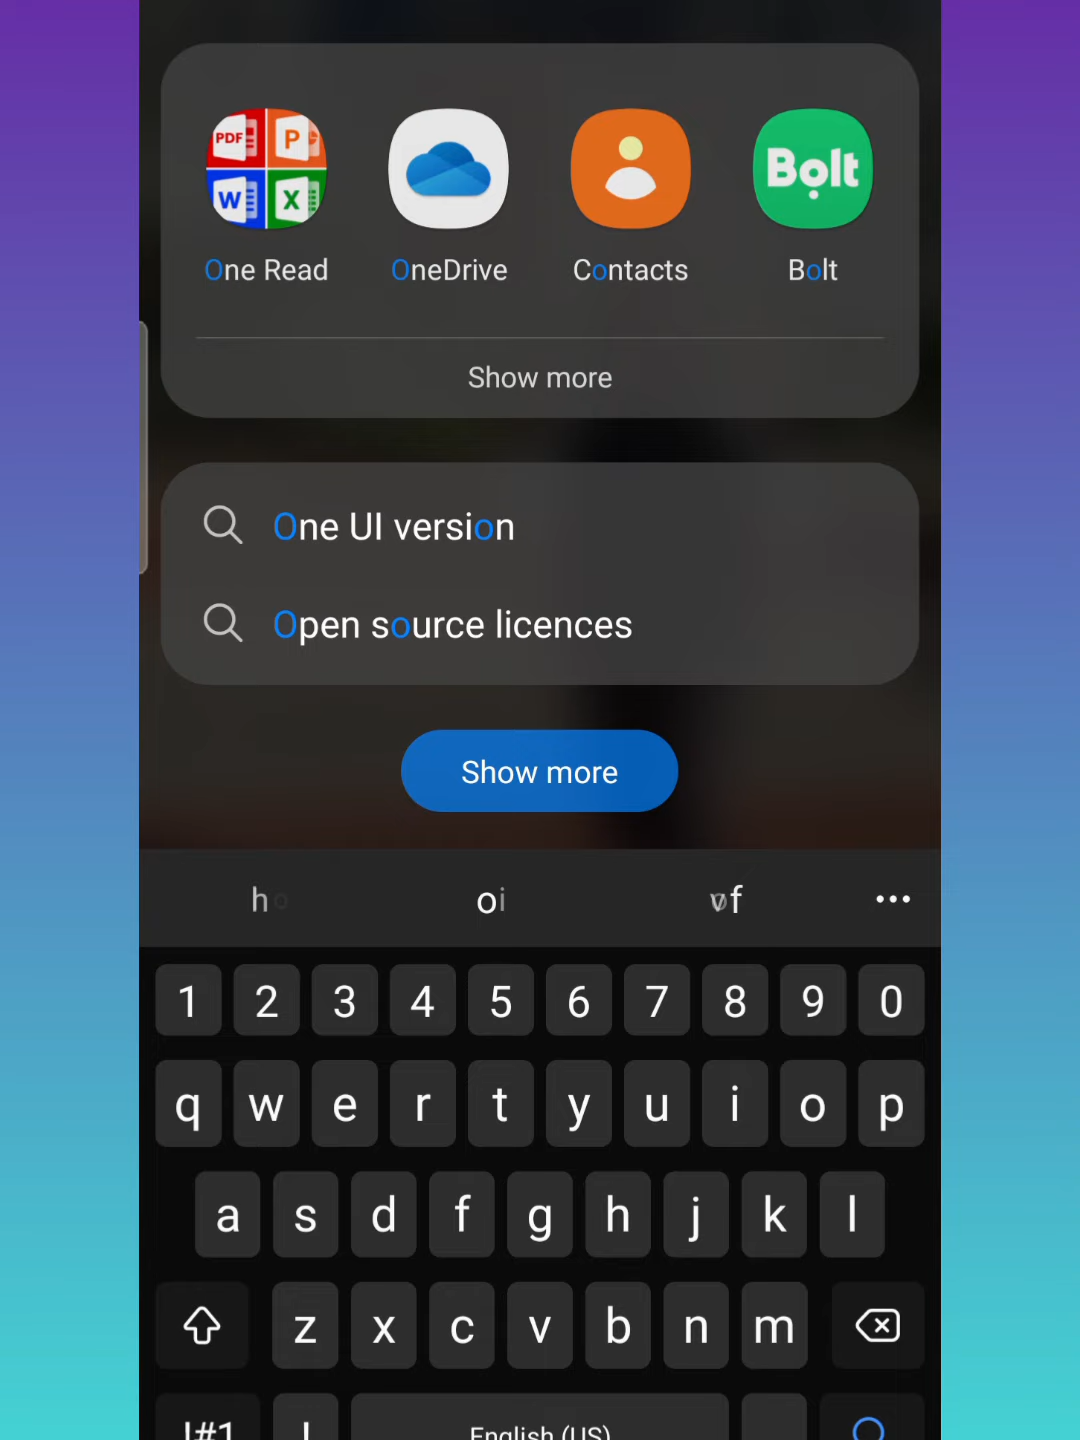 PDF P W X Bolt
One Read OneDrive Contacts Bolt
Show more
One UI version
Open source licences
Show more
h oi f
1 2 3 4 5 6 7 8 9 0
q w e r t y u i o p
a s d f g h j k l
z x c v b n m
!#1 English (US)